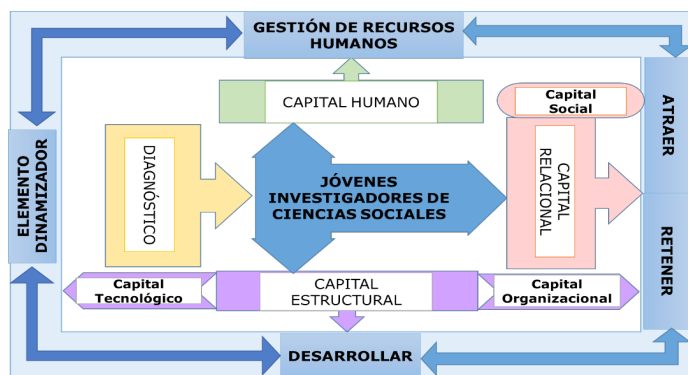 GESTIÓN DE RECURSOS
HUMANOS
CAPITAL HUMANO
Capital
Social
ATRAER
ELEMENTO
DINAMIZADOR
DIAGNÓSTICO
JÓVENES
INVESTIGADORES DE
CIENCIAS SOCIALES
CAPITAL
RELACIONAL
RETENER
Capital
Tecnológico
CAPITAL
ESTRUCTURAL
Capital
Organizacional
DESARROLLAR